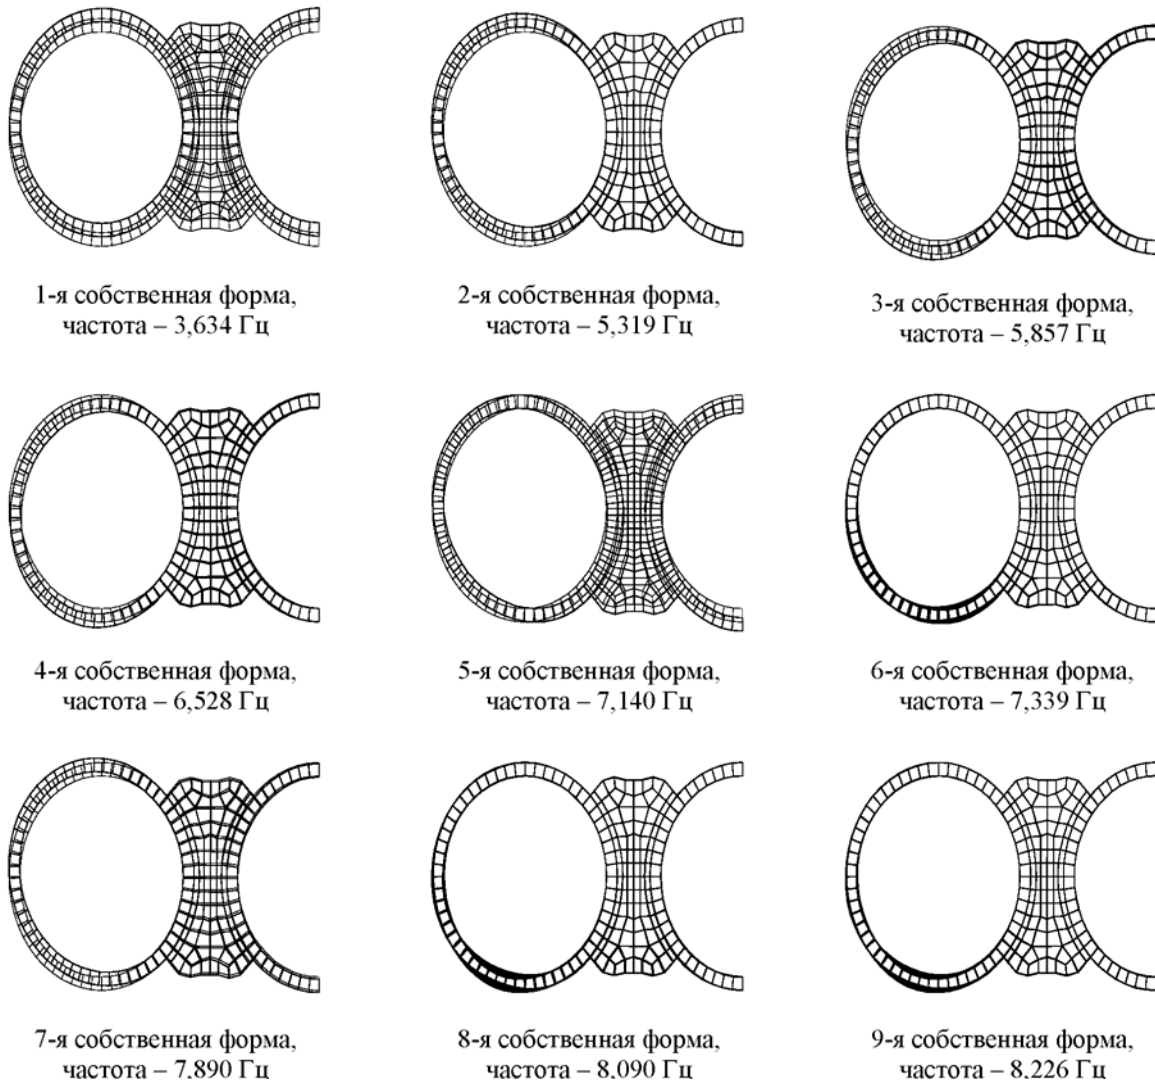 1-я собственная форма,
частота – 3,634 Гц
2-я собственная форма,
частота – 5,319 Гц
3-я собственная форма,
частота – 5,857 Гц
4-я собственная форма,
частота – 6,528 Гц
5-я собственная форма,
частота – 7,140 Гц
6-я собственная форма,
частота – 7,339 Гц
7-я собственная форма,
частота – 7,890 Гц
8-я собственная форма,
частота – 8,090 Гц
9-я собственная форма,
частота – 8,226 Гц